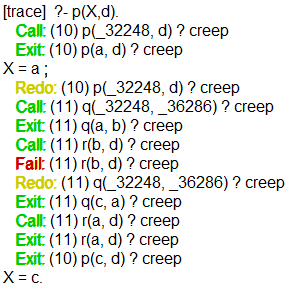 [trace]  ?- p(X,d).
Call: (10) p(_32248, d) ? creep
Exit: (10) p(a, d) ? creep
X = a ;
Redo: (10) p(_32248, d) ? creep
Call: (11) q(_32248, _36286) ? creep
Exit: (11) q(a, b) ? creep
Call: (11) r(b, d) ? creep
Fail: (11) r(b, d) ? creep
Redo: (11) q(_32248, _36286) ? creep
Exit: (11) q(c, a) ? creep
Call: (11) r(a, d) ? creep
Exit: (11) r(a, d) ? creep
Exit: (10) p(c, d) ? creep
X = c.